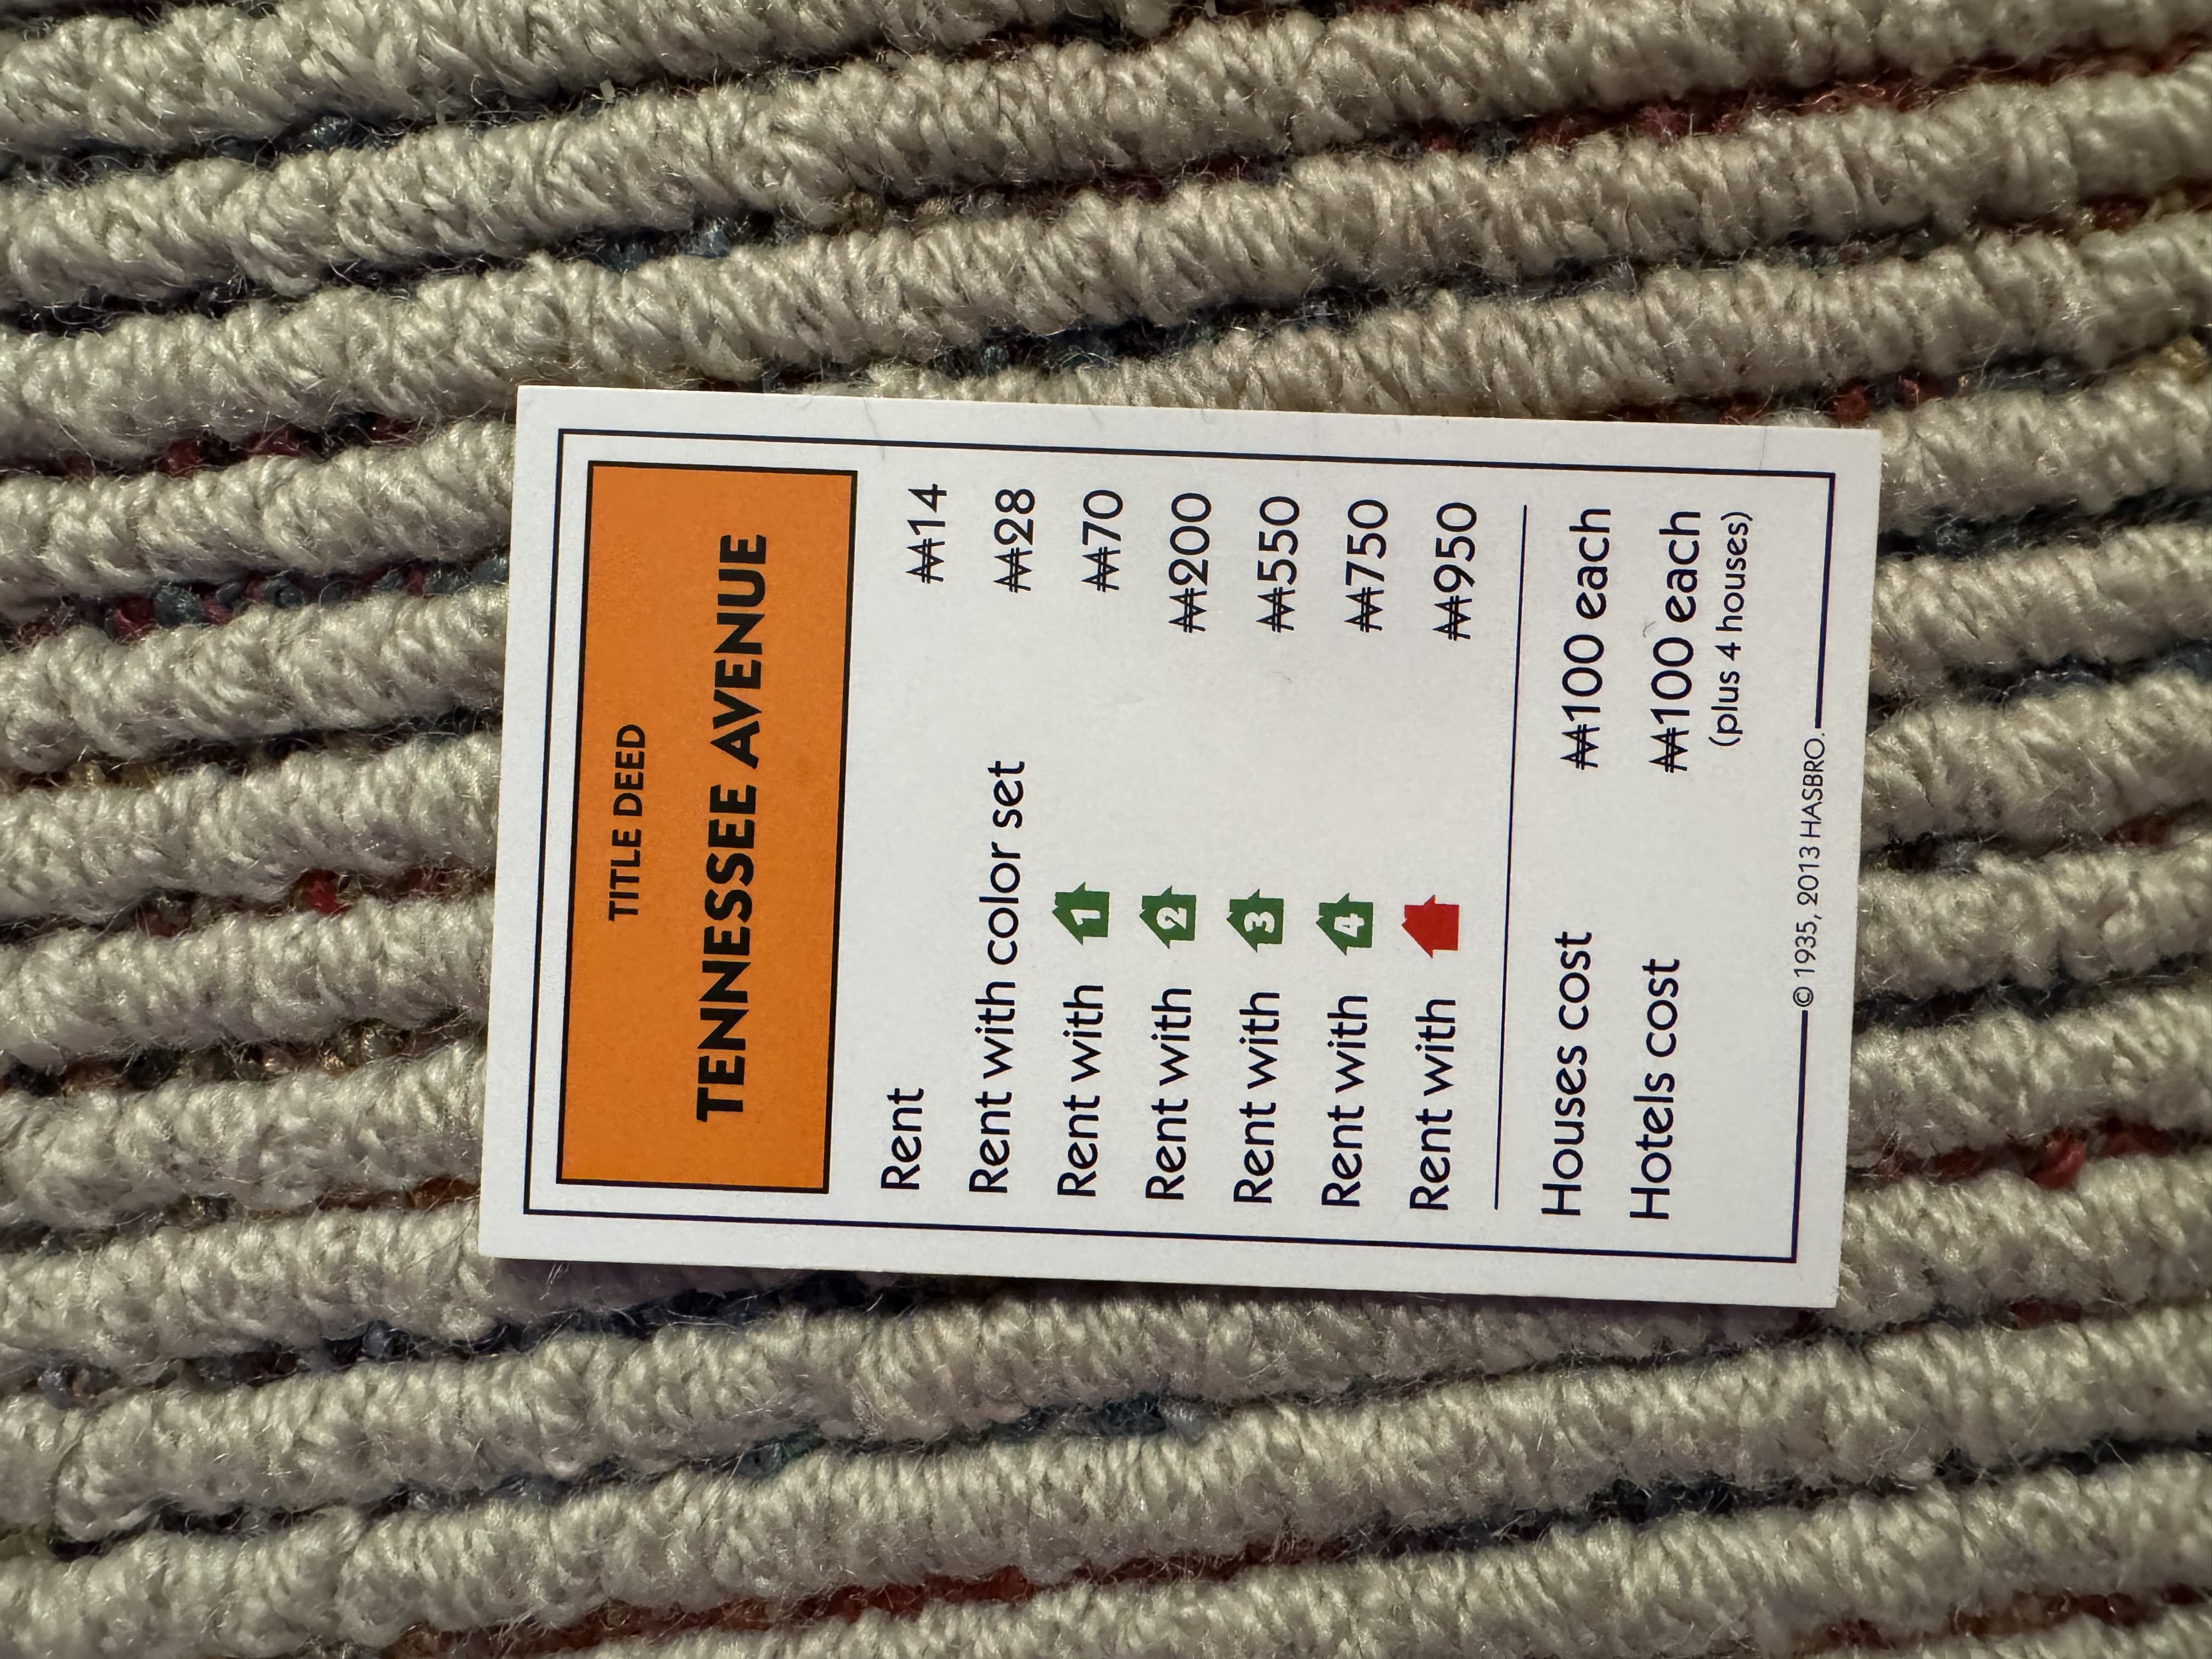 TITLE DEED
TENNESSEE AVENUE
Rent ₩14
Rent with color set ₩28
Rent with 1 ₩70
Rent with 2 ₩200
Rent with 3 ₩550
Rent with 4 ₩750
Rent with ₩950
Houses cost ₩100 each
Hotels cost ₩100 each
(plus 4 houses)
© 1935, 2013 HASBRO.